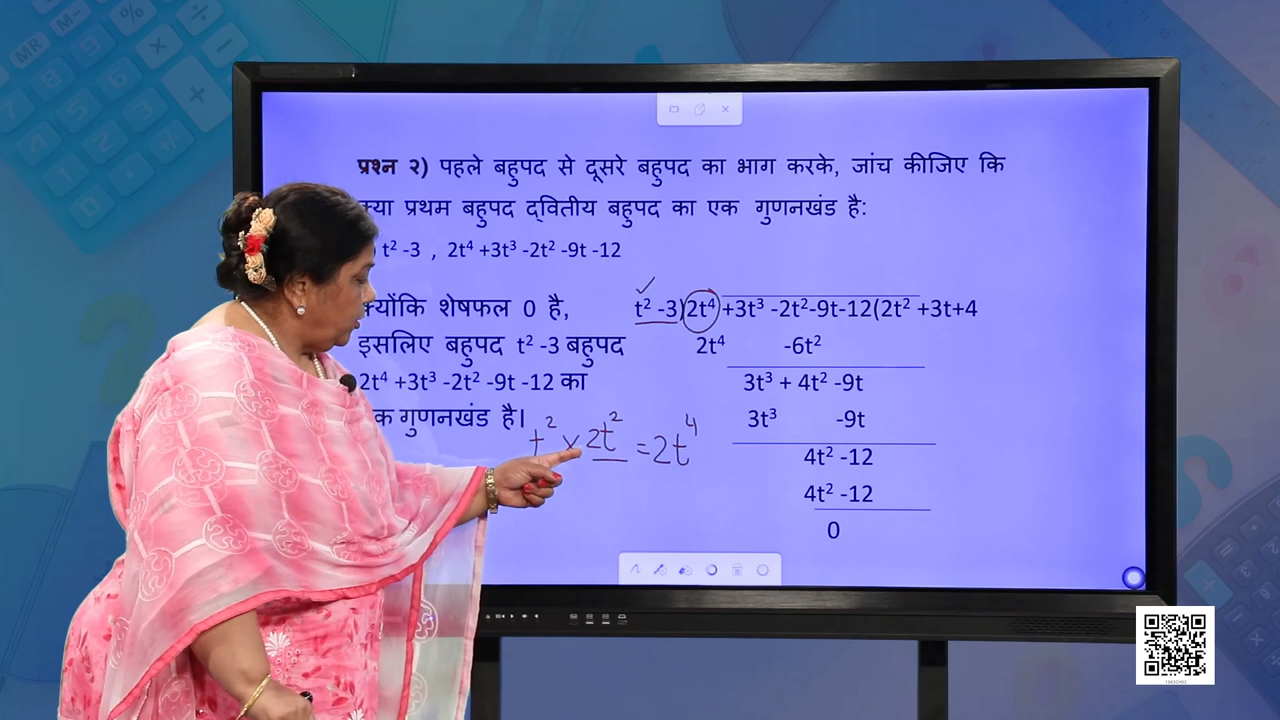 प्रश्न २) पहले बहुपद से दूसरे बहुपद का भाग करके, जांच कीजिए कि
क्या प्रथम बहुपद द्वितीय बहुपद का एक गुणनखंड है:
t² -3 , 2t⁴ +3t³ -2t² -9t -12
क्योंकि शेषफल 0 है,
इसलिए बहुपद t² -3 बहुपद
2t⁴ +3t³ -2t² -9t -12 का
गुणनखंड है।
t² × 2t² = 2t⁴
t² -3)2t⁴ +3t³ -2t²-9t-12(2t² +3t+4
2t⁴ -6t²
3t³ + 4t² -9t
3t³ -9t
4t² -12
4t² -12
0